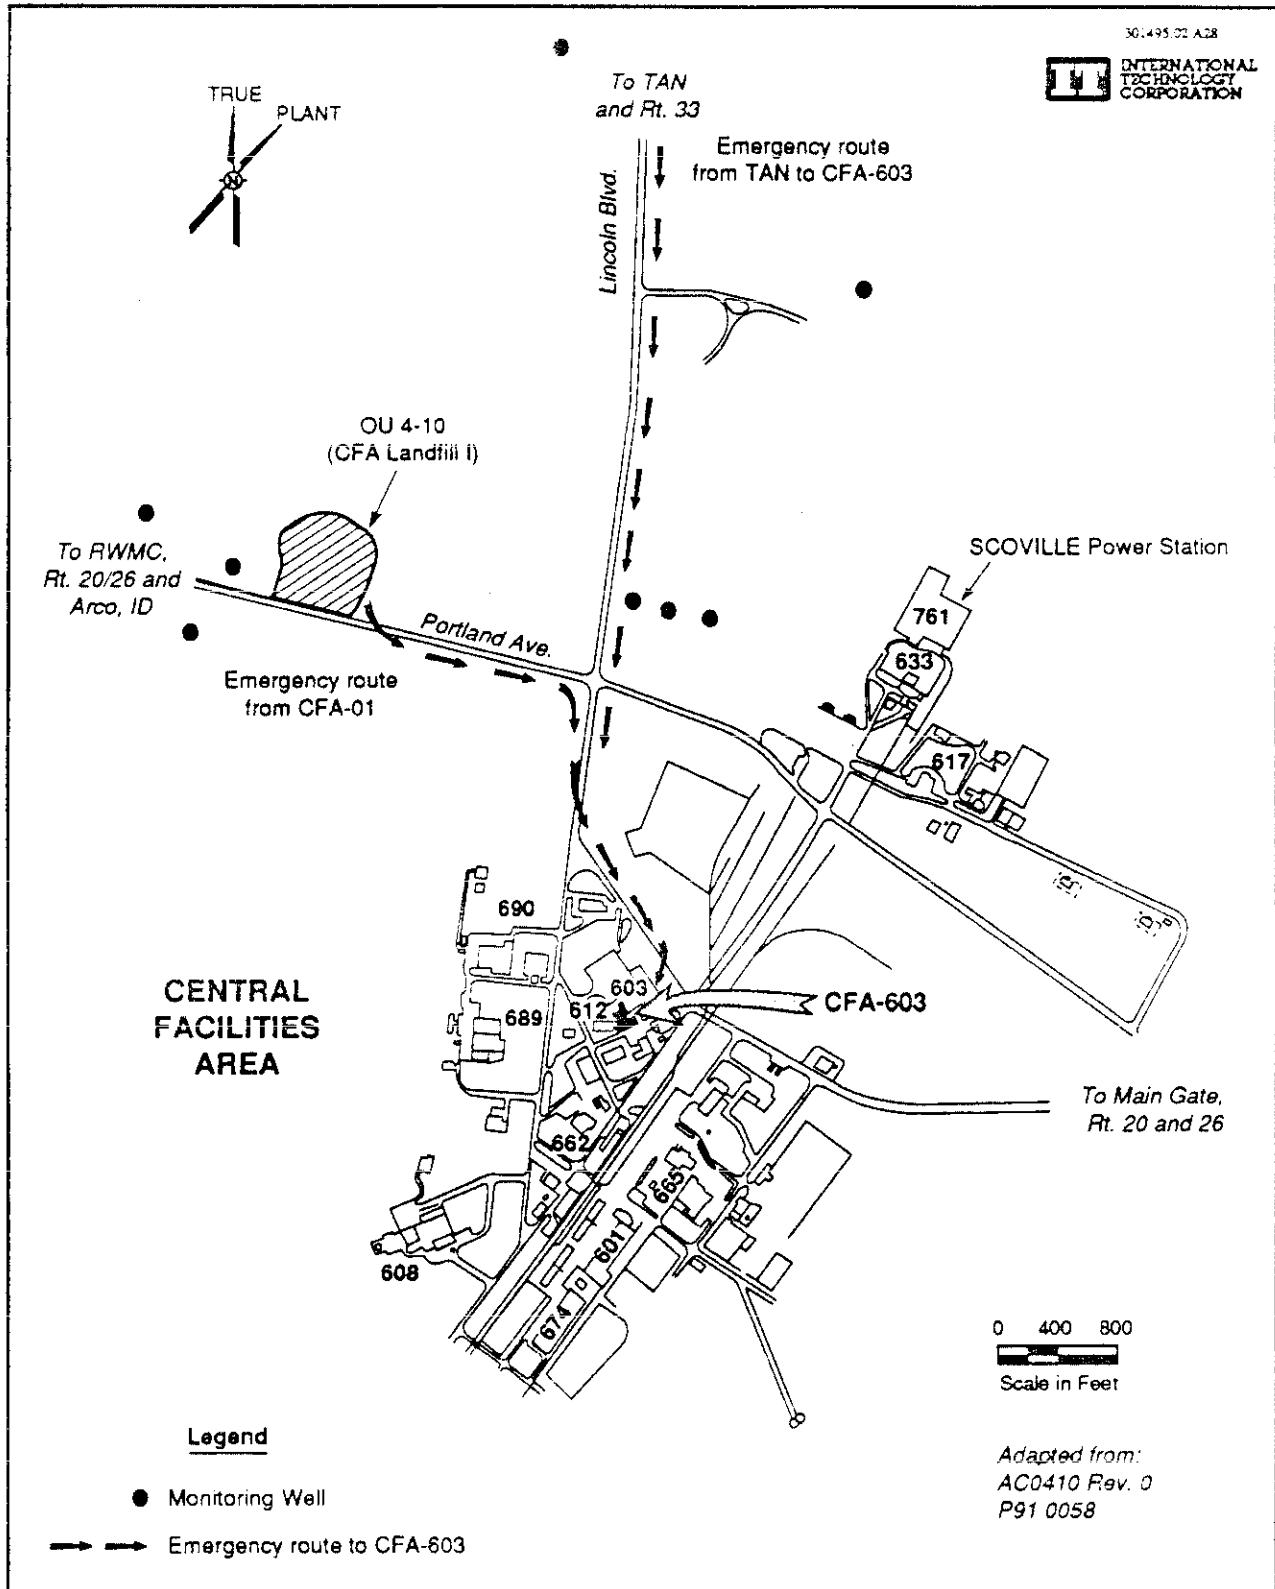 301495.02 A28
INTERNATIONAL
TECHNOLOGY
CORPORATION
TRUE
PLANT
N
To TAN
and Rt. 33
Emergency route
from TAN to CFA-603
Lincoln Blvd.
OU 4-10
(CFA Landfill I)
To RWMC,
Rt. 20/26 and
Arco, ID
Portland Ave.
Emergency route
from CFA-01
SCOVILLE Power Station
761
633
617
690
CENTRAL
FACILITIES
AREA
603
612
689
CFA-603
To Main Gate,
Rt. 20 and 26
662
665
601
608
674
0 400 800
Scale in Feet
Legend
Monitoring Well
Emergency route to CFA-603
Adapted from:
AC0410 Rev. 0
P91 0058